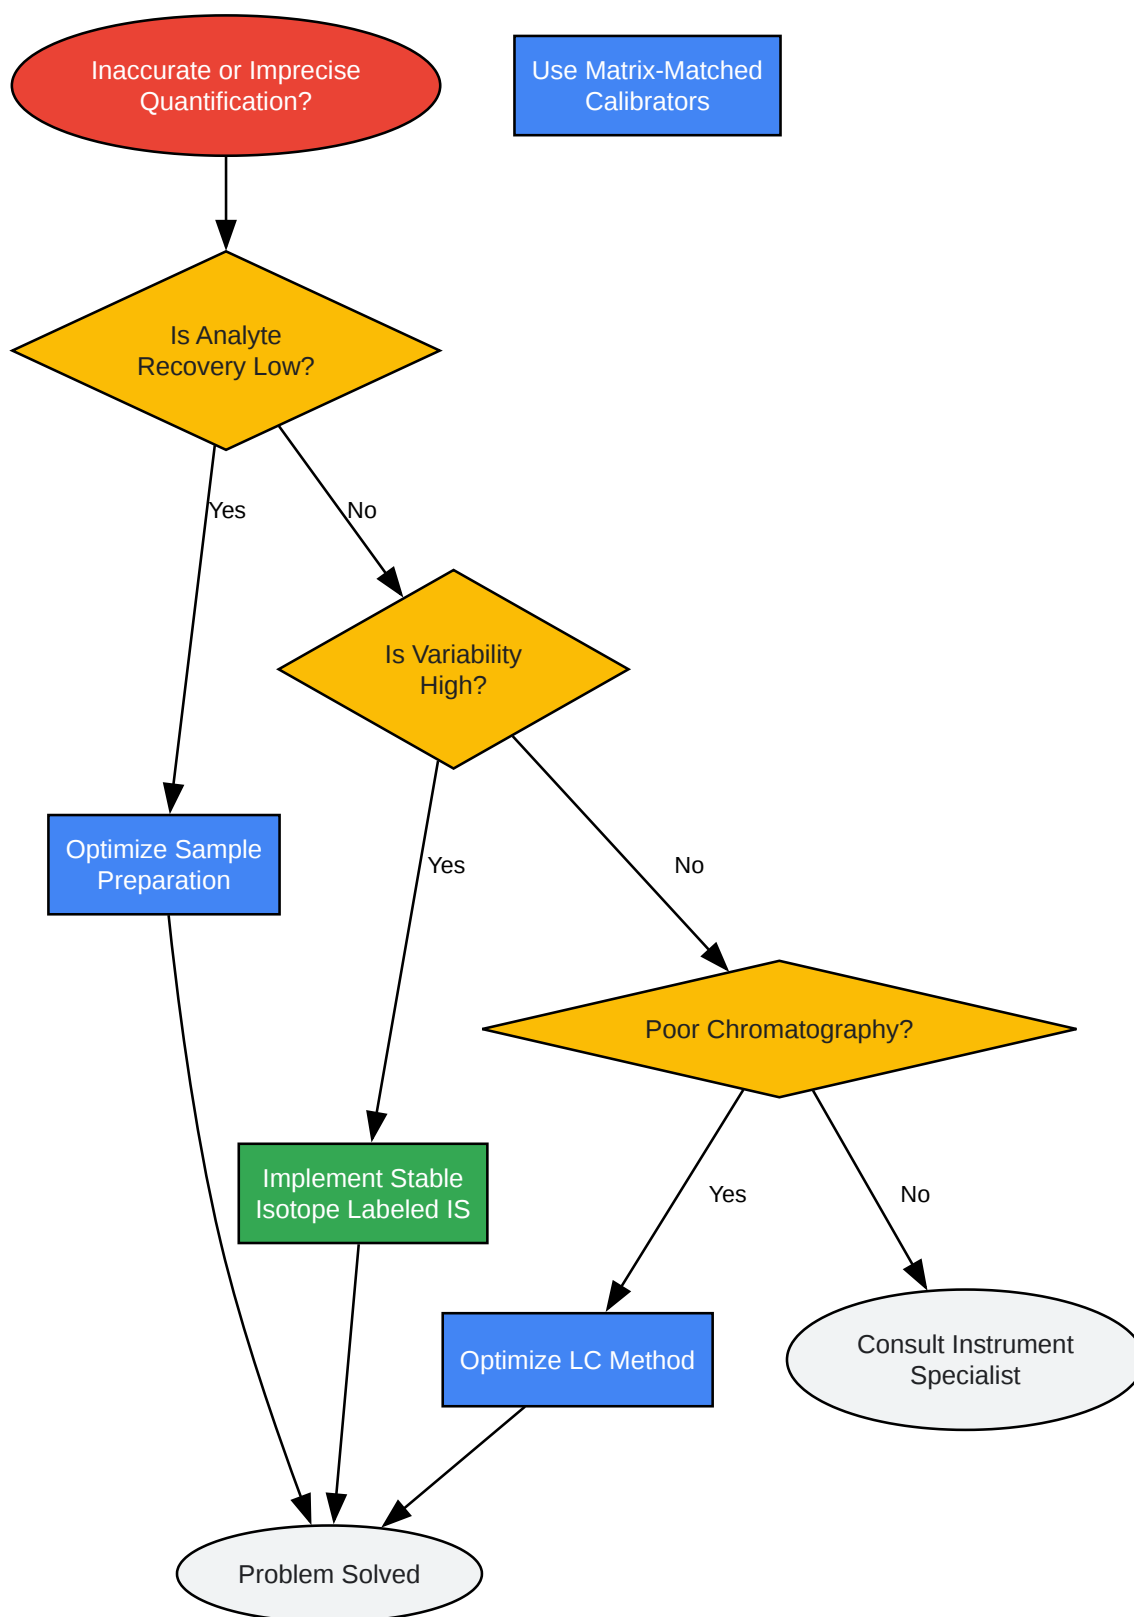 Inaccurate or Imprecise
Quantification?
Use Matrix-Matched
Calibrators
Is Analyte
Recovery Low?
Yes
No
Is Variability
High?
Optimize Sample
Preparation
Yes
No
Poor Chromatography?
Implement Stable
Isotope Labeled IS
Yes
No
Optimize LC Method
Consult Instrument
Specialist
Problem Solved